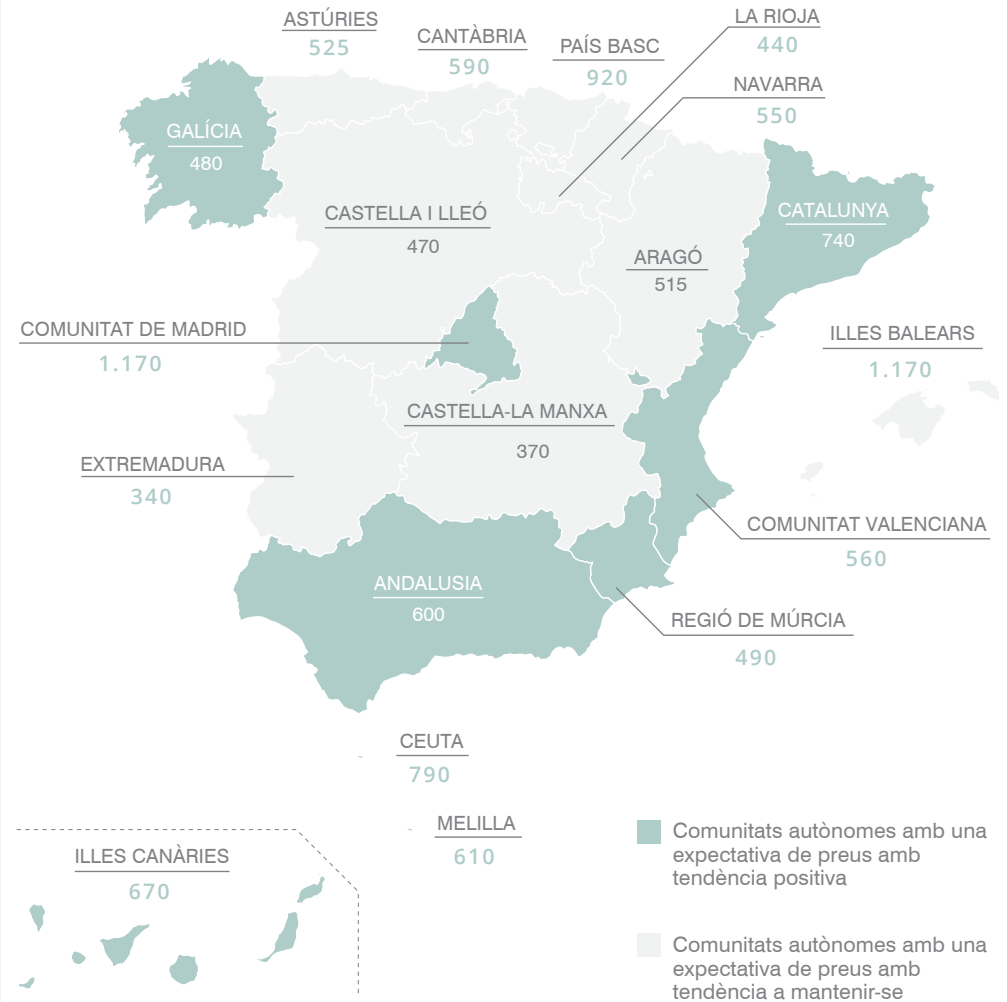 ASTÚRIES
525
CANTÀBRIA
590
PAÍS BASC
920
LA RIOJA
440
NAVARRA
550
GALÍCIA
480
CASTELLA I LLEÓ
470
ARAGÓ
515
CATALUNYA
740
COMUNITAT DE MADRID
1.170
ILLES BALEARS
1.170
CASTELLA-LA MANXA
370
EXTREMADURA
340
COMUNITAT VALENCIANA
560
ANDALUSIA
600
REGIÓ DE MÚRCIA
490
CEUTA
790
MELILLA
610
ILLES CANÀRIES
670
Comunitats autònomes amb una
expectativa de preus amb
tendència positiva
Comunitats autònomes amb una
expectativa de preus amb
tendència a mantenir-se